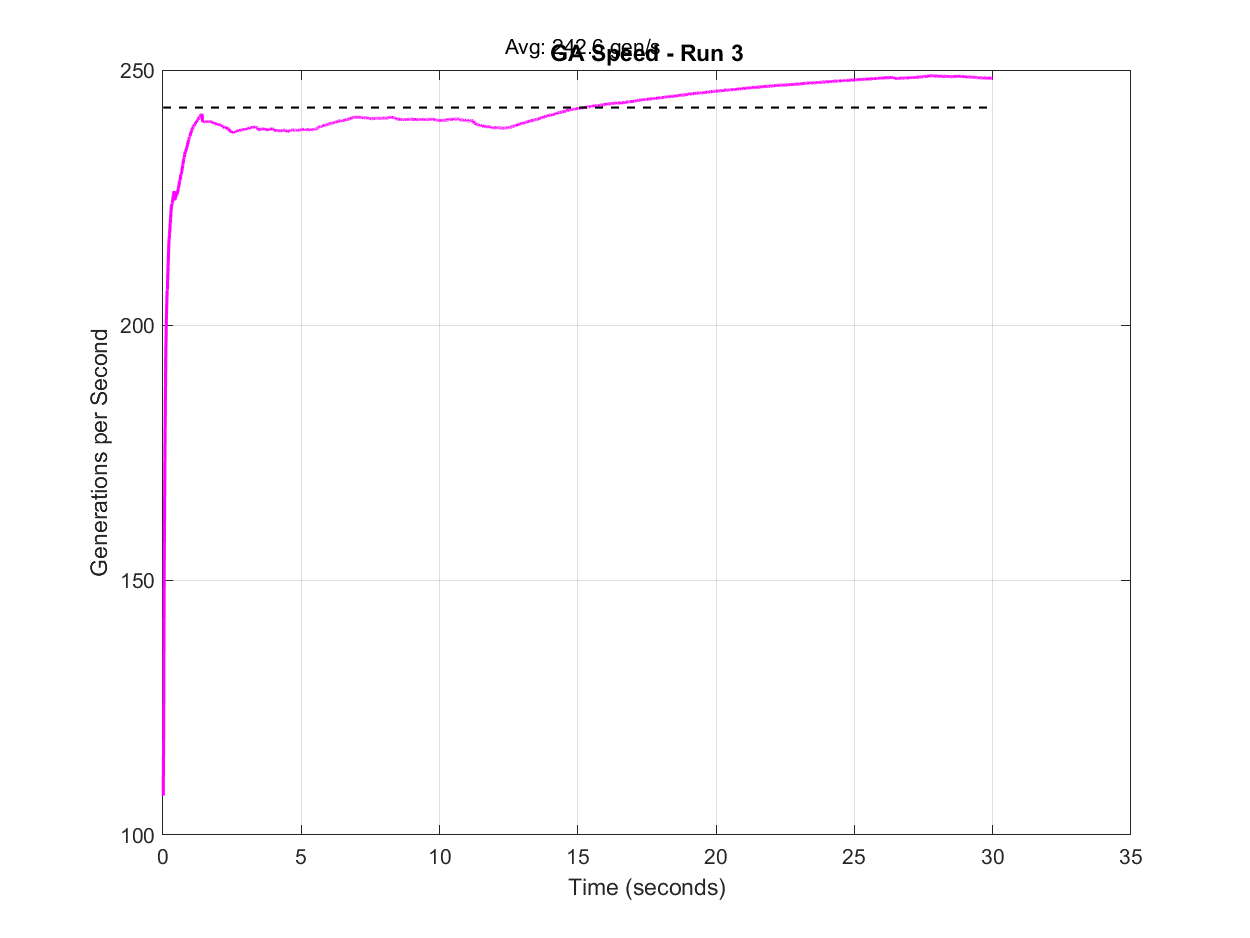 Avg: 242.6 gen/s
GA Speed - Run 3
250
200
150
100
Generations per Second
0 5 10 15 20 25 30 35
Time (seconds)